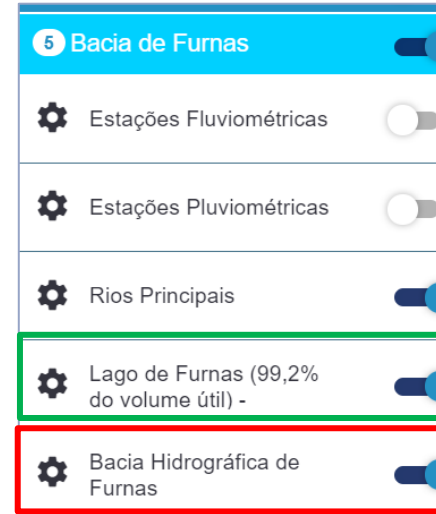 5 Bacia de Furnas
Estações Fluviométricas
Estações Pluviométricas
Rios Principais
Lago de Furnas (99,2%
do volume útil) -
Bacia Hidrográfica de
Furnas